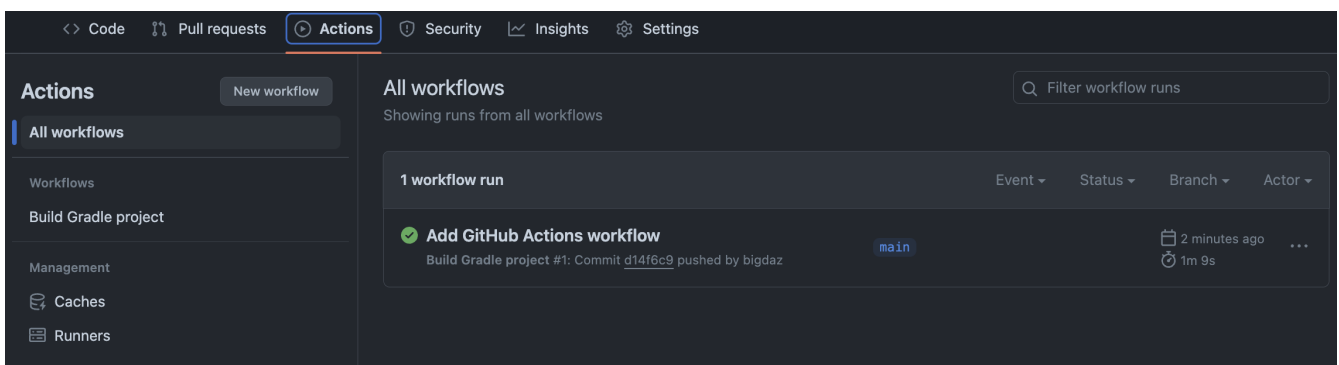 Code Pull requests Actions Security Insights Settings
Actions New workflow
All workflows
Workflows
Build Gradle project
Management
Caches
Runners
All workflows
Showing runs from all workflows
Filter workflow runs
1 workflow run Event Status Branch Actor
Add GitHub Actions workflow
Build Gradle project #1: Commit d14f6c9 pushed by bigdaz
main
2 minutes ago
1m 9s